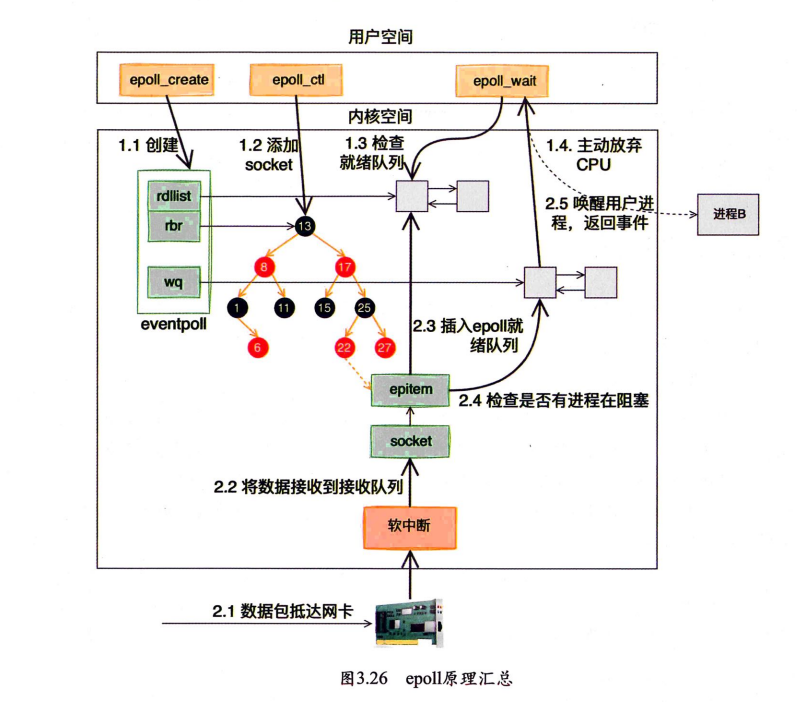 用户空间
epoll_create
epoll_ctl
epoll_wait
内核空间
1.1 创建
1.2 添加
socket
1.3 检查
就绪队列
1.4. 主动放弃
CPU
rdllist
rbr
wq
eventpoll
13
8
17
1
11
15
25
6
22
27
2.5 唤醒用户进
程，返回事件
进程B
2.3 插入epoll就
绪队列
epitem
2.4 检查是否有进程在阻塞
socket
2.2 将数据接收到接收队列
软中断
2.1 数据包抵达网卡
图3.26 epoll原理汇总